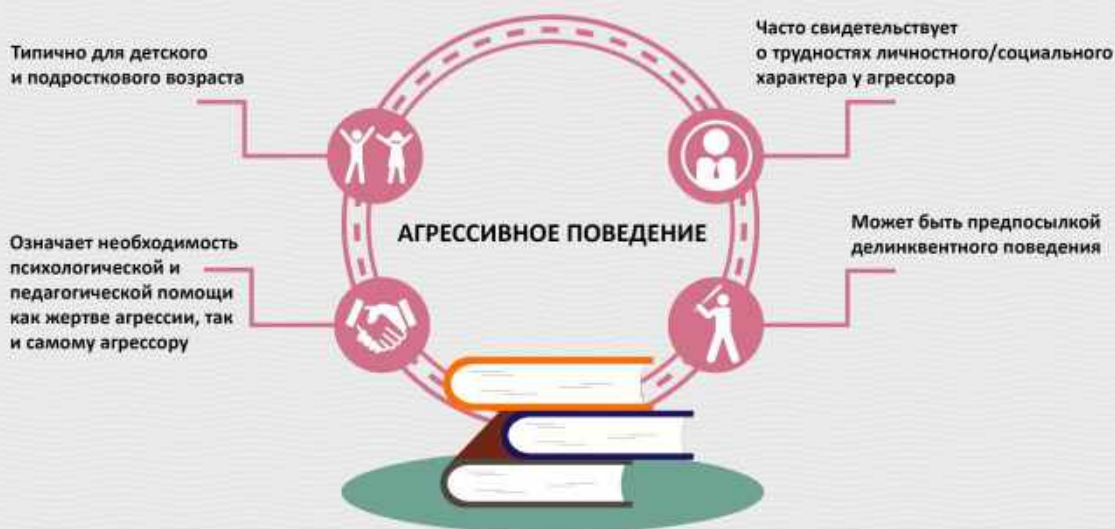 Типично для детского
и подросткового возраста
Часто свидетельствует
о трудностях личностного/социального
характера у агрессора
АГРЕССИВНОЕ ПОВЕДЕНИЕ
Означает необходимость
психологической и
педагогической помощи
как жертве агрессии, так
и самому агрессору
Может быть предпосылкой
делинквентного поведения